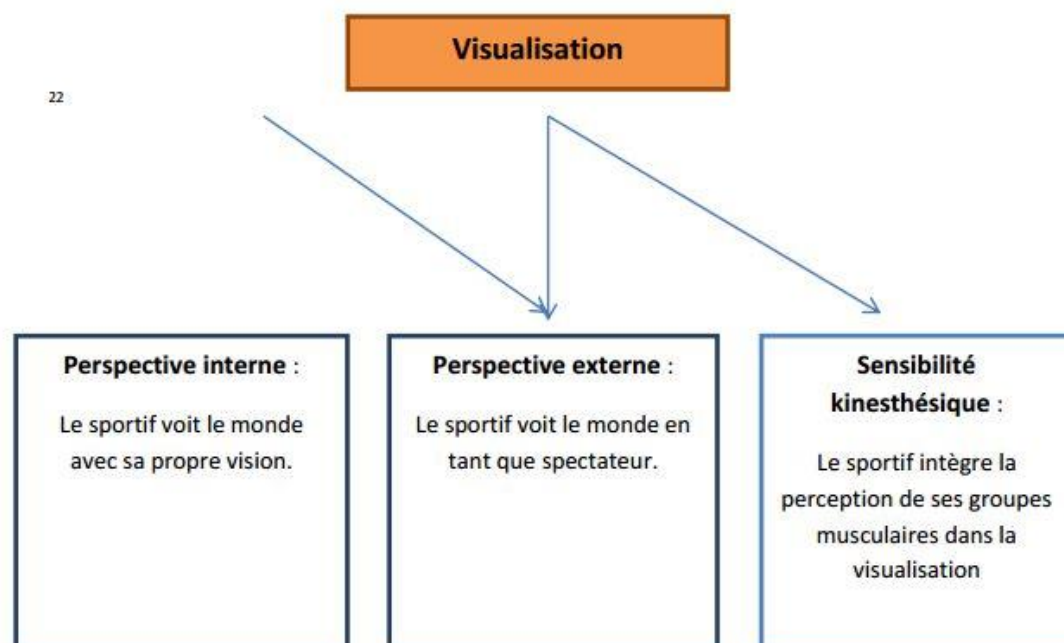 Visualisation
22
Perspective interne :
Le sportif voit le monde
avec sa propre vision.
Perspective externe :
Le sportif voit le monde en
tant que spectateur.
Sensibilité
kinesthésique :
Le sportif intègre la
perception de ses groupes
musculaires dans la
visualisation